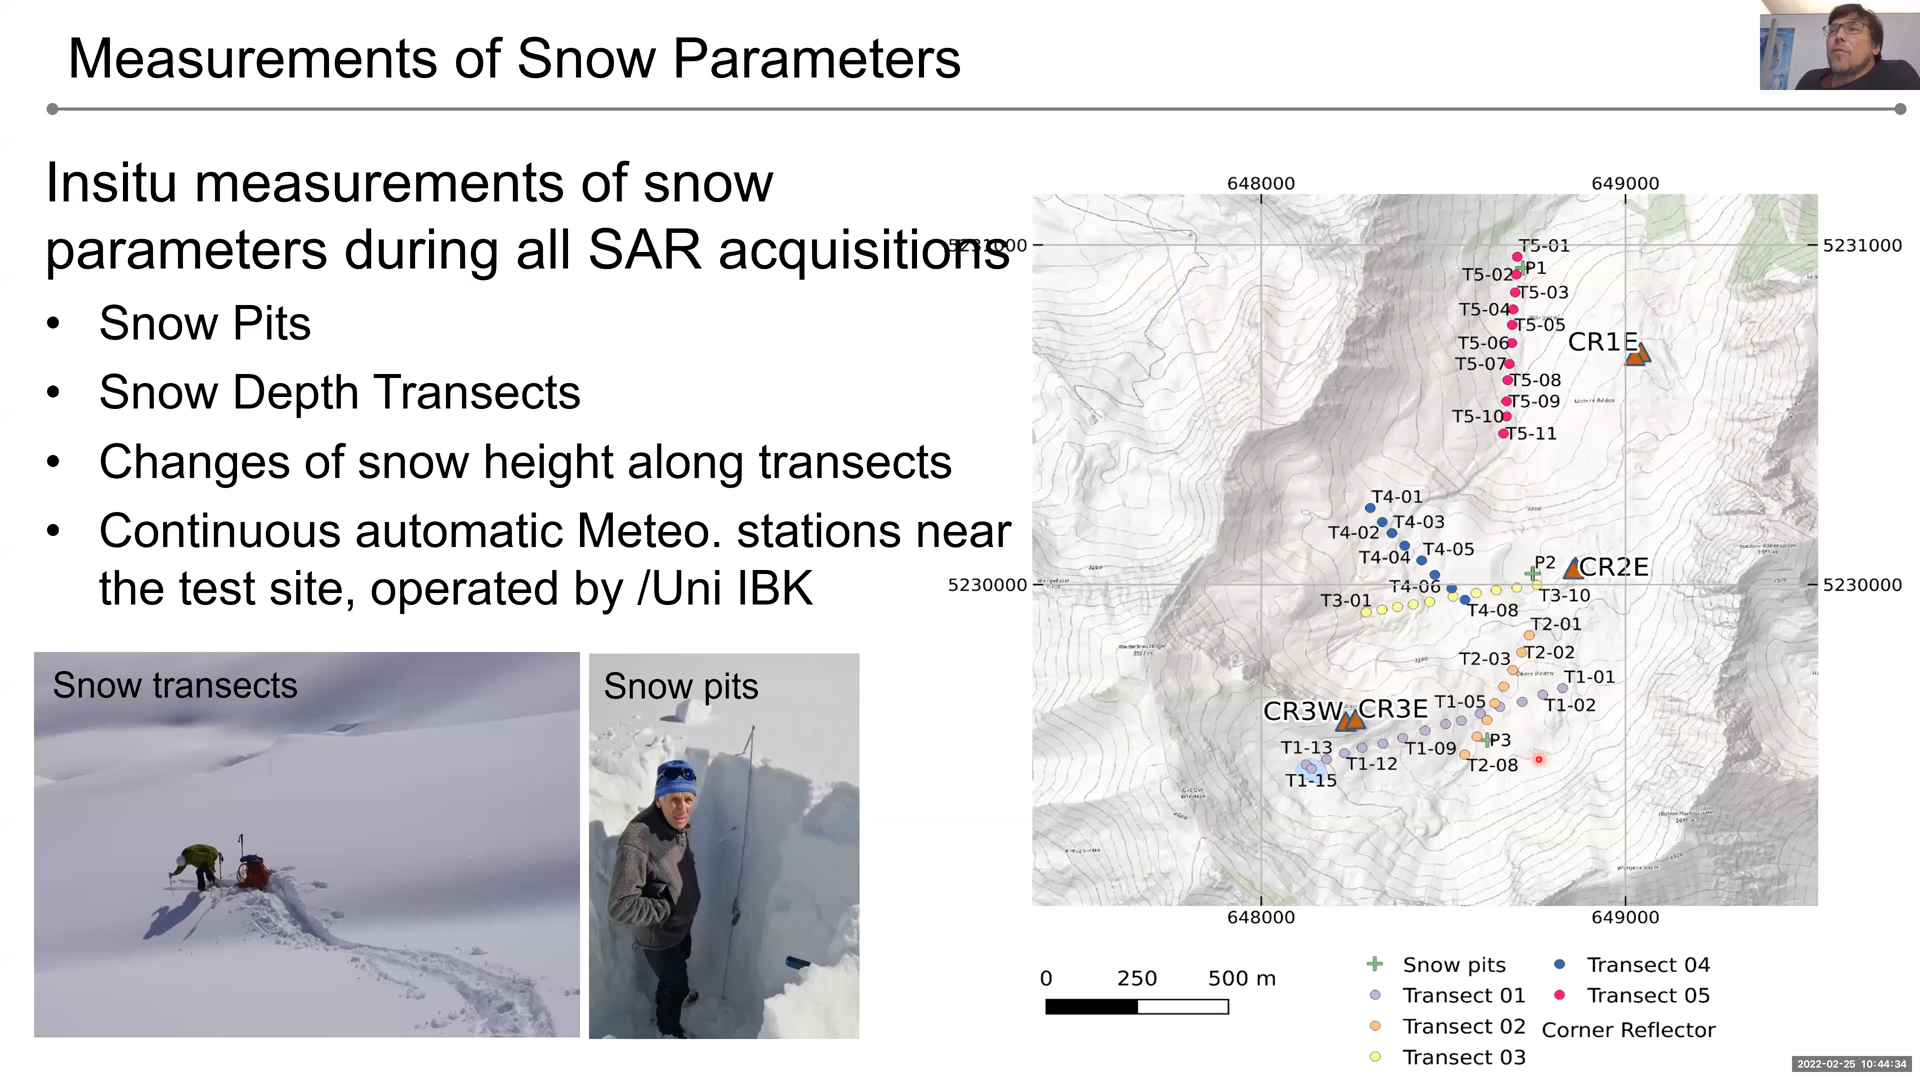 Measurements of Snow Parameters
Insitu measurements of snow
parameters during all SAR acquisitions
• Snow Pits
• Snow Depth Transects
• Changes of snow height along transects
• Continuous automatic Meteo. stations near
the test site, operated by /Uni IBK
Snow transects
Snow pits
648000 649000
5231000 5231000
T5-01
P1
T5-02
T5-03
T5-04
T5-05
T5-06
CR1E
T5-07
T5-08
T5-09
T5-10
T5-11
T4-01
T4-03
T4-02
T4-05
T4-04
P2
CR2E
5230000 5230000
T4-06
T3-10
T3-01
T4-08
T2-01
T2-02
T2-03
T1-01
T1-05
T1-02
CR3W CR3E
P3
T1-13
T1-09
T1-12
T2-08
T1-15
648000 649000
0 250 500 m
Snow pits
Transect 01
Transect 02
Transect 03
Transect 04
Transect 05
Corner Reflector
2022-02-25 10:44:34